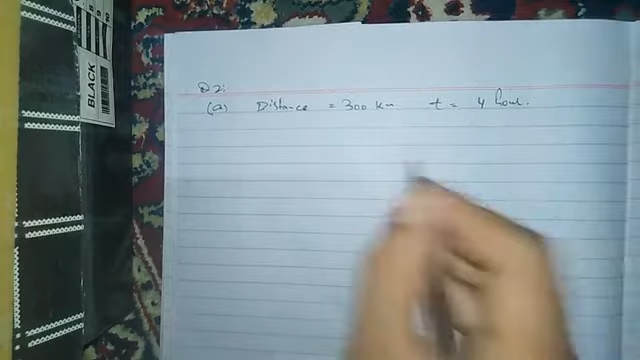 Q2:
(a) Distance = 300 km t = 4 hour.
BLACK